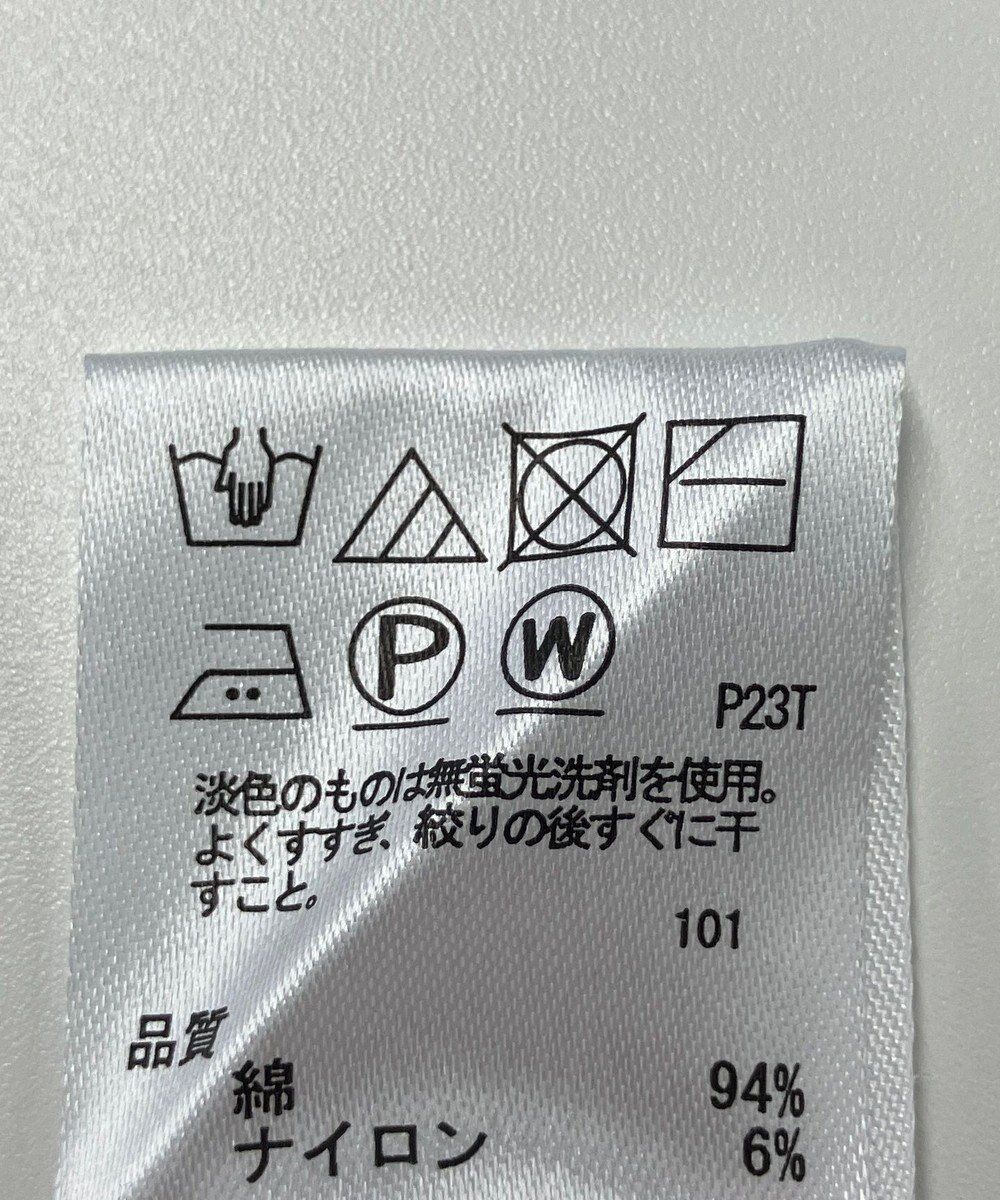 P W
P23T
淡色のものは無蛍光洗剤を使用。
よくすすぎ、絞りの後すぐに干
すこと。
101
品質
綿 94%
ナイロン 6%